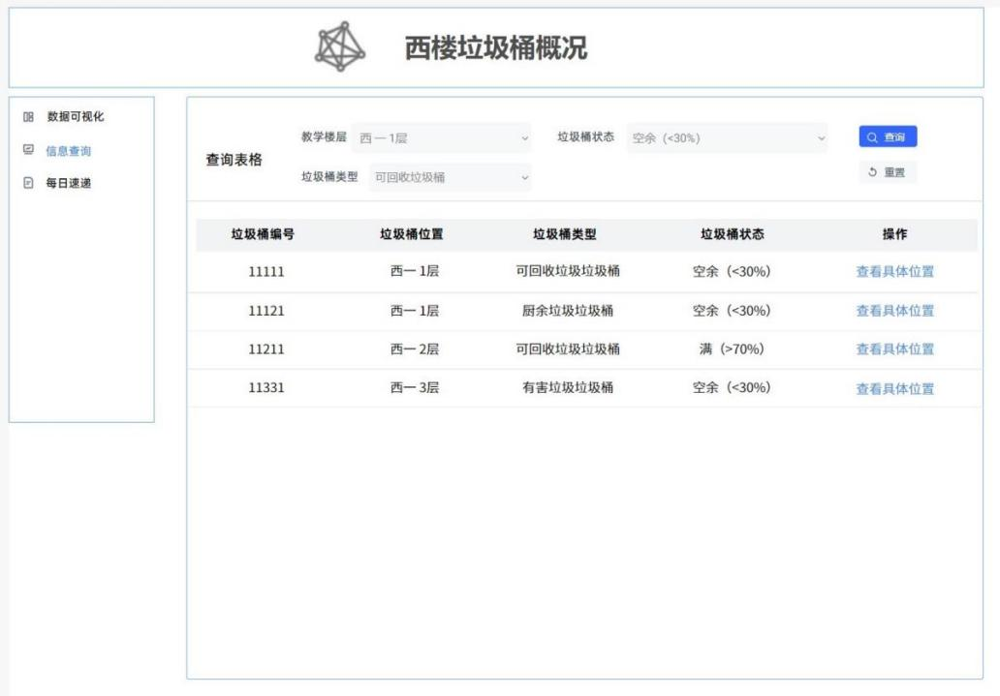 西楼垃圾桶概况
数据可视化
信息查询
每日速递
查询表格
教学楼层 西一1层 垃圾桶状态 空余（<30%） 查询
垃圾桶类型 可回收垃圾桶 重置
垃圾桶编号 垃圾桶位置 垃圾桶类型 垃圾桶状态 操作
11111 西一 1层 可回收垃圾垃圾桶 空余（<30%） 查看具体位置
11121 西一 1层 厨余垃圾垃圾桶 空余（<30%） 查看具体位置
11211 西一 2层 可回收垃圾垃圾桶 满（>70%） 查看具体位置
11331 西一 3层 有害垃圾垃圾桶 空余（<30%） 查看具体位置